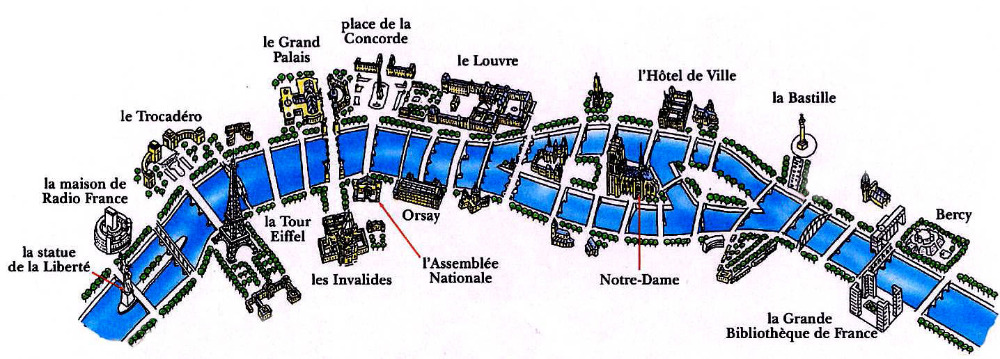 place de la
Concorde
le Grand
Palais
le Louvre
l'Hôtel de Ville
la Bastille
le Trocadéro
la maison de
Radio France
la statue
de la Liberté
la Tour
Eiffel
les Invalides
Orsay
l'Assemblée
Nationale
Notre-Dame
Bercy
la Grande
Bibliothèque de France